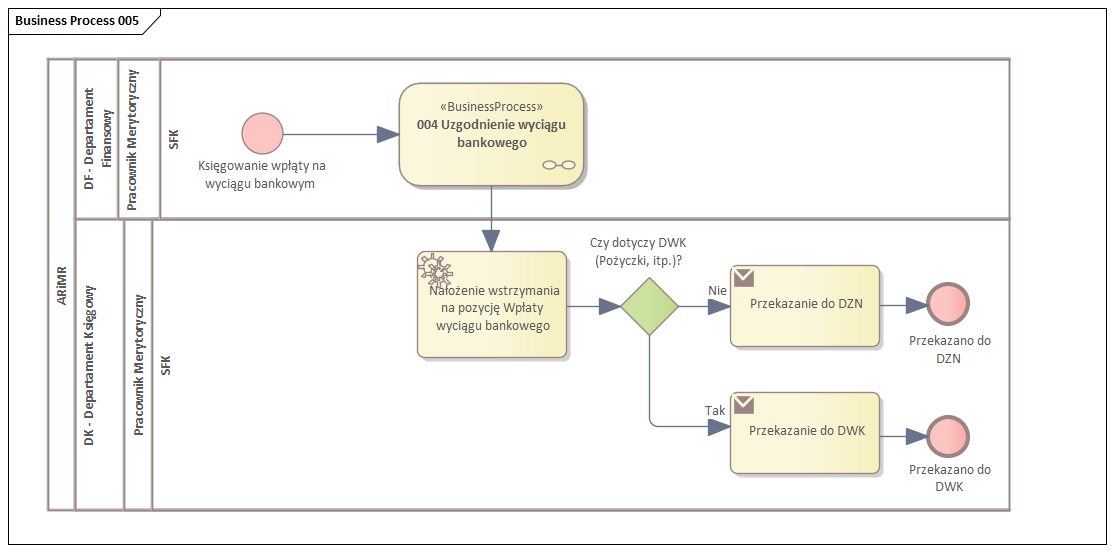 Business Process 005
ARiMR
DF - Departament
Finansowy
Pracownik Merytoryczny
SFK
Księgowanie wpłąty na
wyciągu bankowym
«BusinessProcess»
004 Uzgodnienie wyciągu
bankowego
DK - Departament Księgowy
Pracownik Merytoryczny
SFK
Nałożenie wstrzymania
na pozycję Wpłaty
wyciągu bankowego
Czy dotyczy DWK
(Pożyczki, itp.)?
Nie
Przekazanie do DZN
Przekazano do
DZN
Tak
Przekazanie do DWK
Przekazano do
DWK